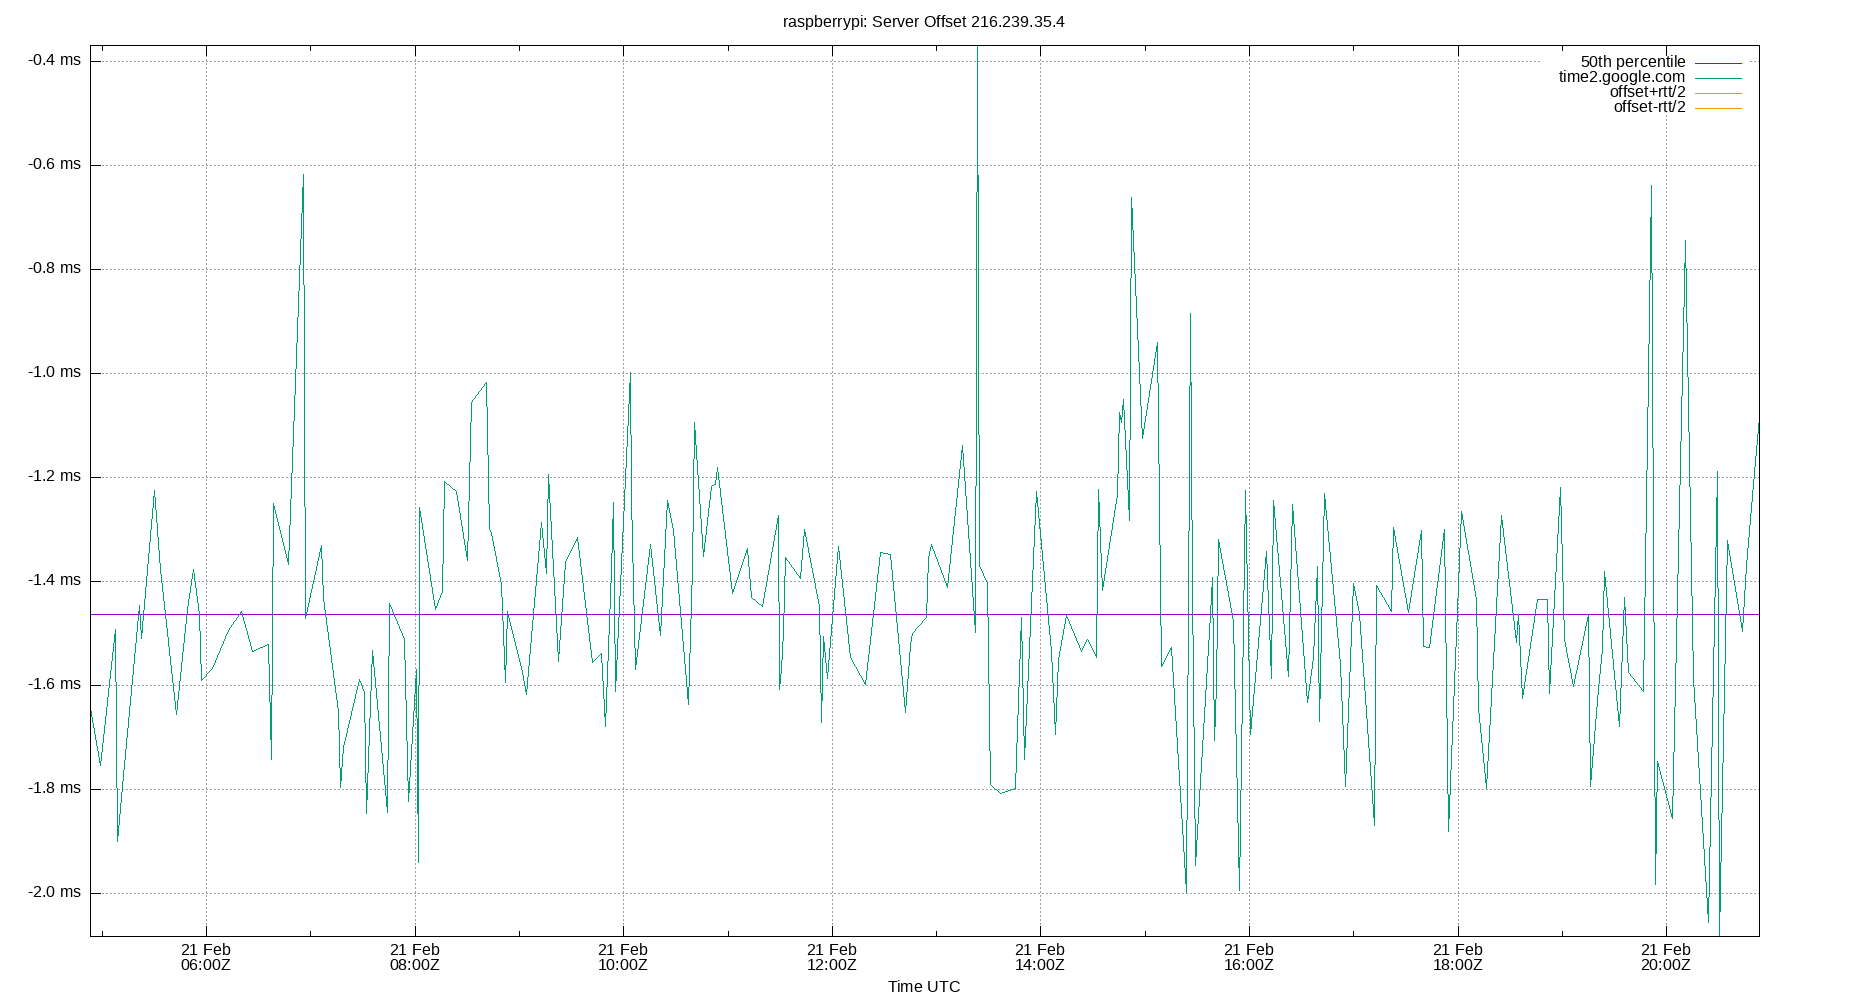 raspberrypi: Server Offset 216.239.35.4
-0.4 ms
-0.6 ms
-0.8 ms
-1.0 ms
-1.2 ms
-1.4 ms
-1.6 ms
-1.8 ms
-2.0 ms
50th percentile
time2.google.com
offset+rtt/2
offset-rtt/2
21 Feb 21 Feb 21 Feb 21 Feb 21 Feb 21 Feb 21 Feb 21 Feb
06:00Z 08:00Z 10:00Z 12:00Z 14:00Z 16:00Z 18:00Z 20:00Z
Time UTC